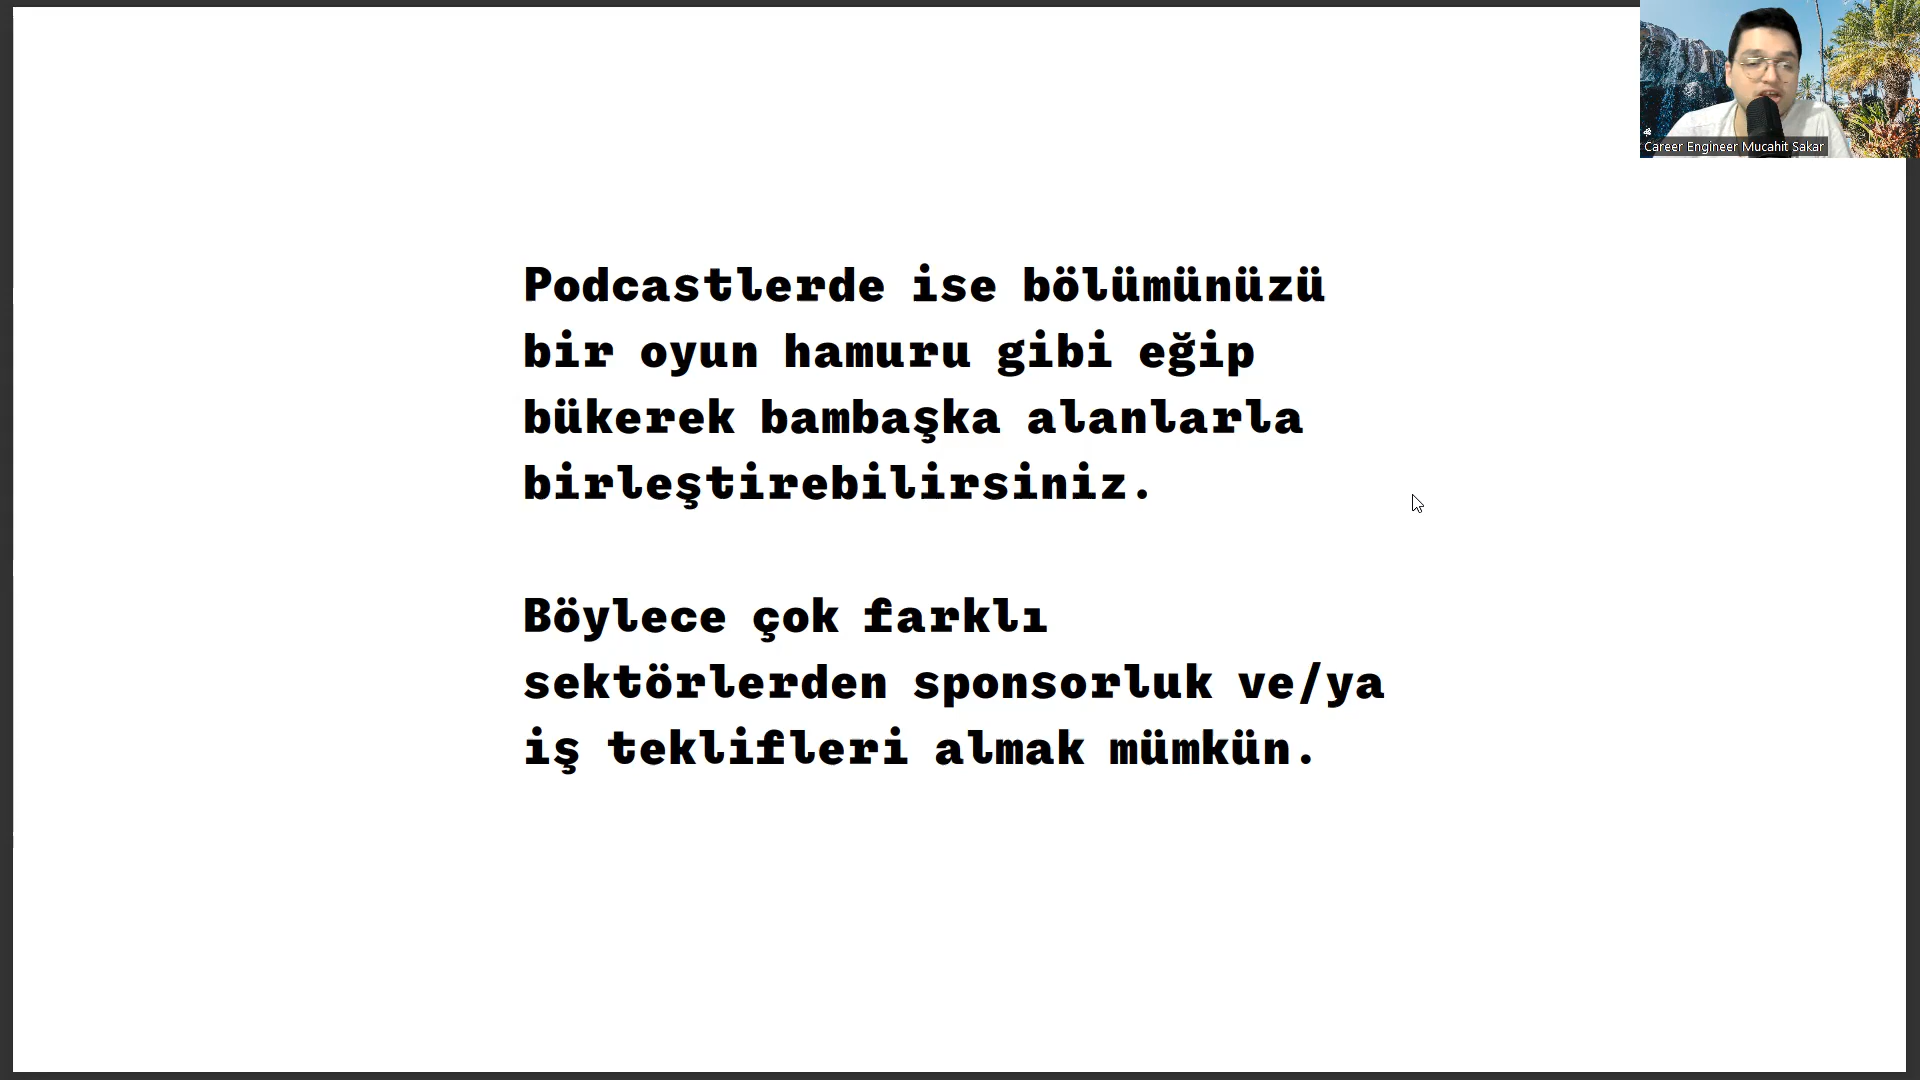 Career Engineer Mucahit Sakar
Podcastlerde ise bölümünüzü
bir oyun hamuru gibi eğip
bükerek bambaşka alanlarla
birleştirebilirsiniz.
Böylece çok farklı
sektörlerden sponsorluk ve/ya
iş teklifleri almak mümkün.